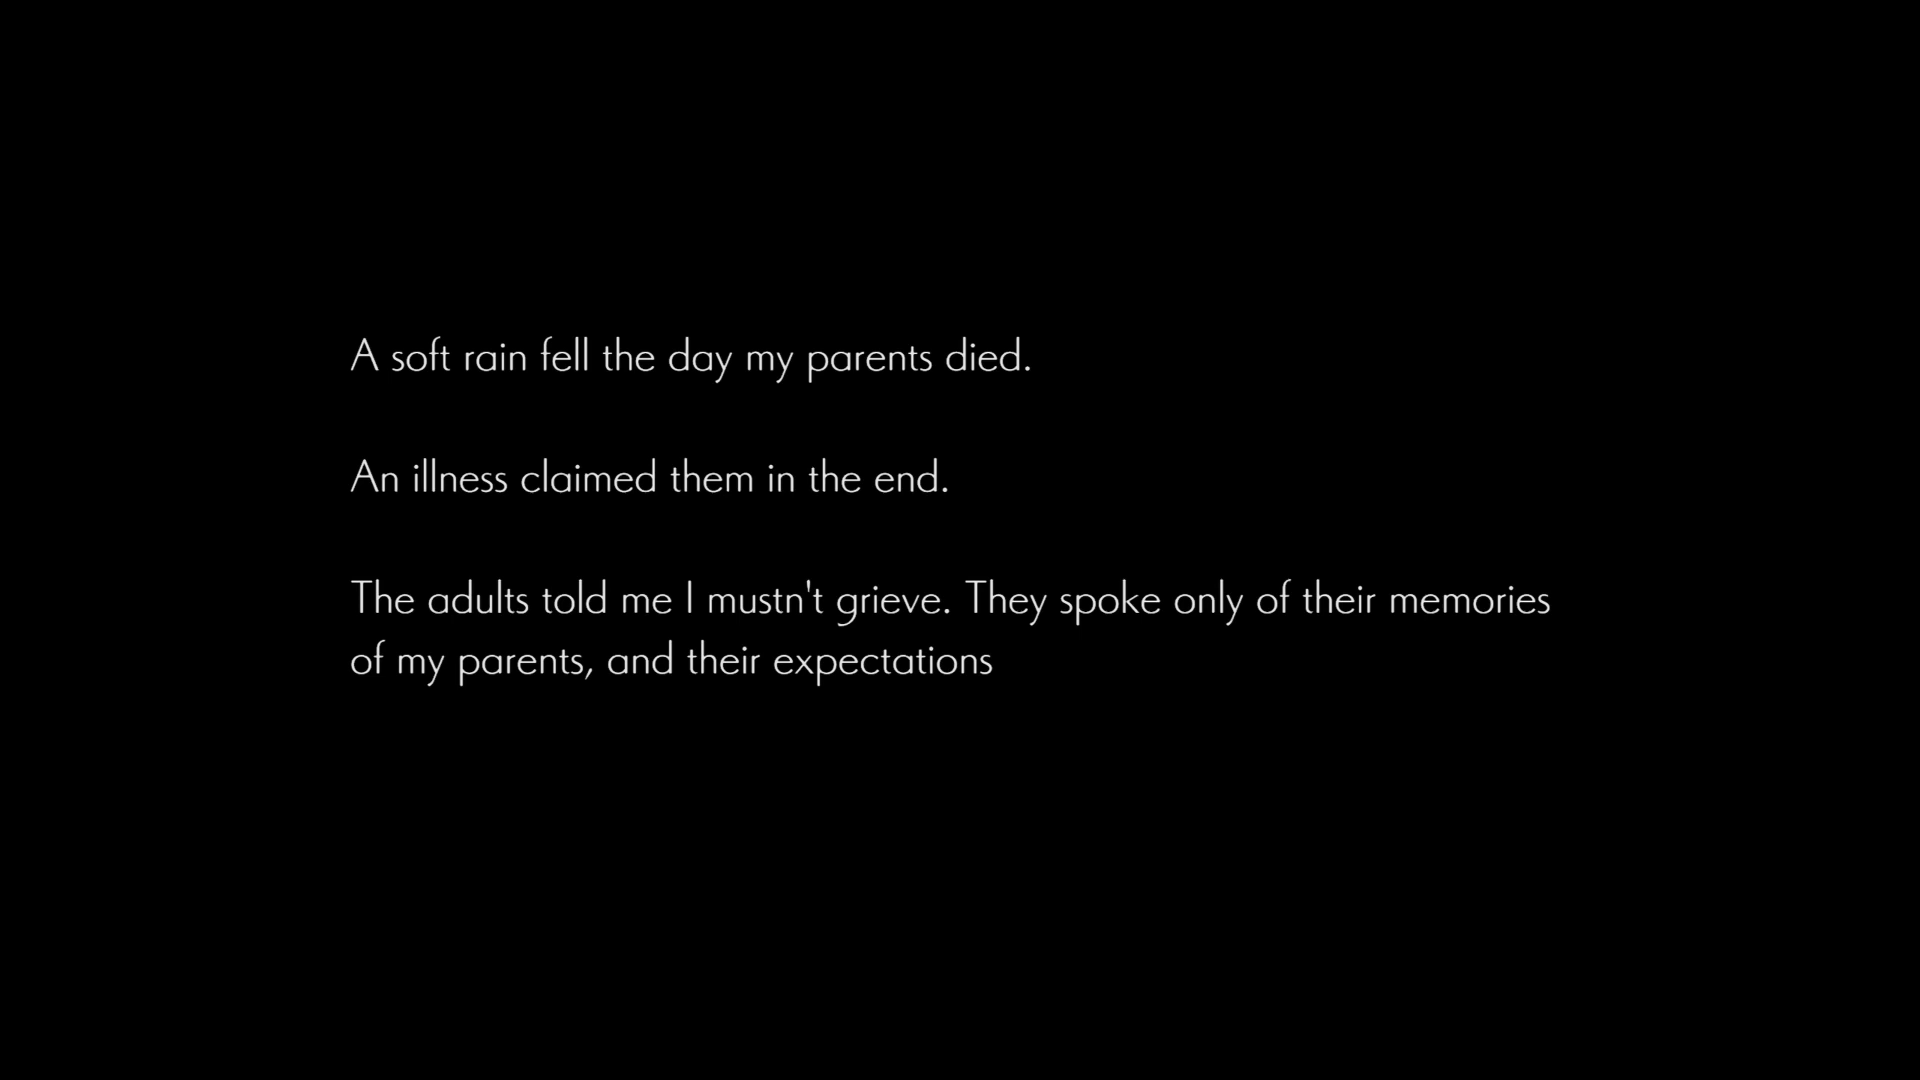 A soft rain fell the day my parents died.
An illness claimed them in the end.
The adults told me I mustn't grieve. They spoke only of their memories
of my parents, and their expectations